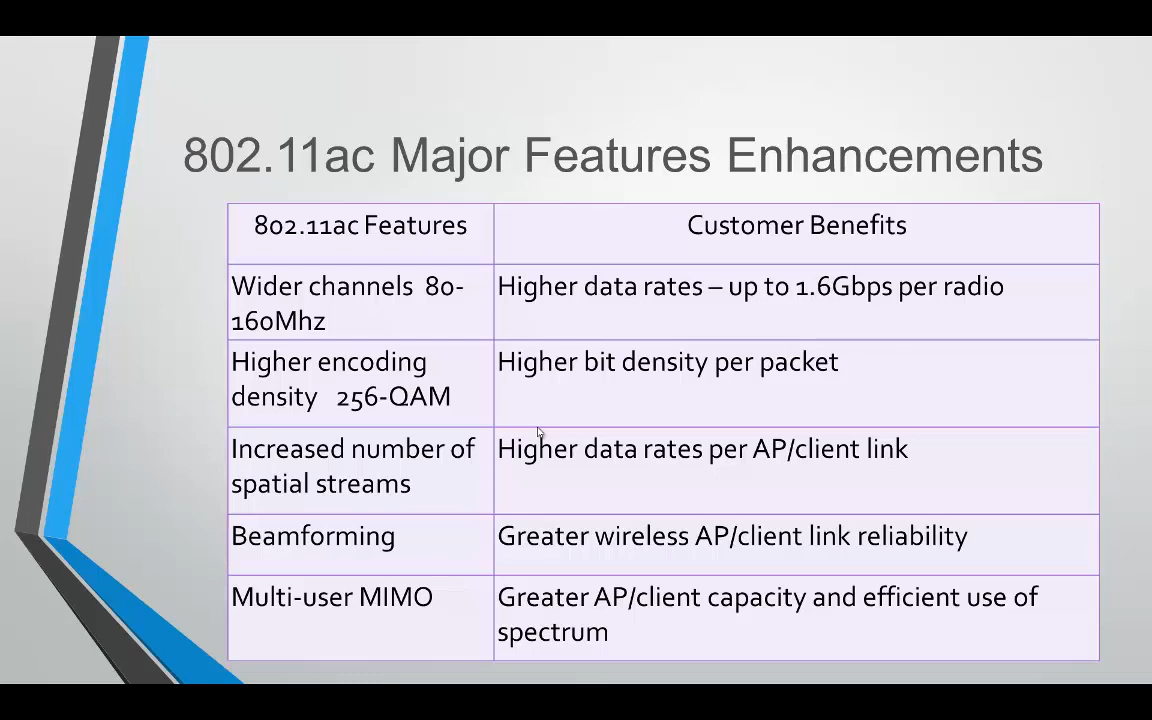 802.11ac Major Features Enhancements
802.11ac Features
Customer Benefits
Wider channels  80-
160Mhz
Higher data rates – up to 1.6Gbps per radio
Higher encoding
density   256-QAM
Higher bit density per packet
Increased number of
spatial streams
Higher data rates per AP/client link
Beamforming
Greater wireless AP/client link reliability
Multi-user MIMO
Greater AP/client capacity and efficient use of
spectrum